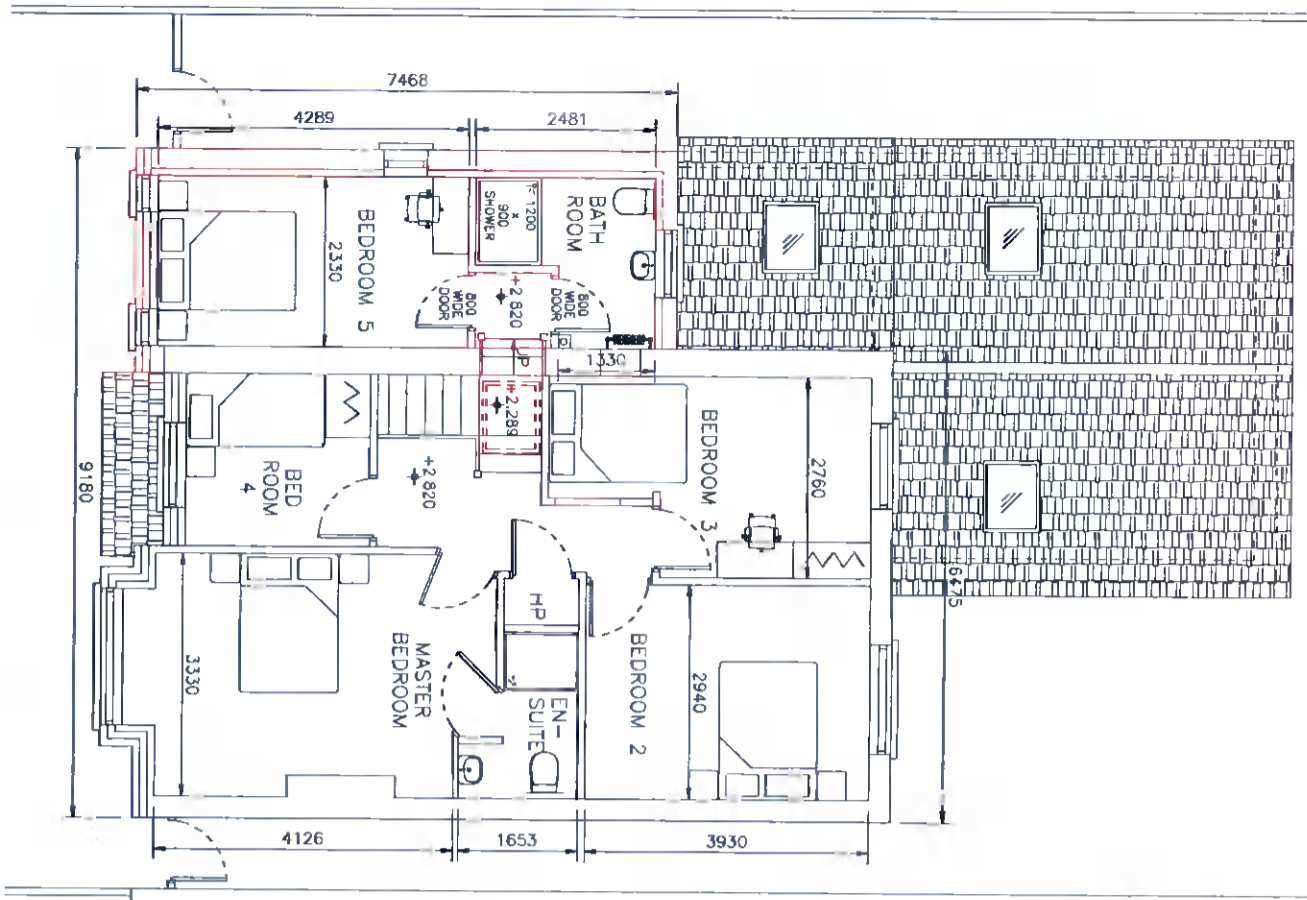 7468
4289
2481
BEDROOM 5
2330
1200
x
900
SHOWER
BATH
ROOM
800
WIDE
DOOR
+2.820
800
WIDE
DOOR
UP
+2.289
1330
BED
ROOM
4
+2.820
BEDROOM 3
2760
9180
6475
HP
MASTER
BEDROOM
3330
EN-
SUITE
BEDROOM 2
2940
4126
1653
3930